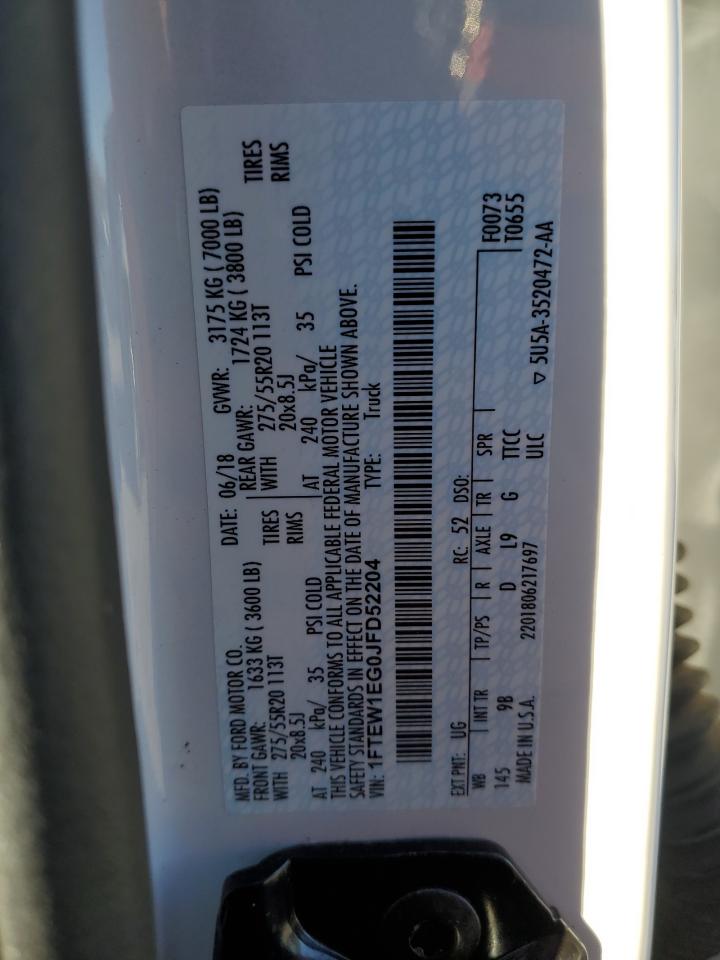 MFD. BY FORD MOTOR CO.
DATE: 06/18 GVWR: 3175 KG ( 7000 LB)
FRONT GAWR: 1633 KG ( 3600 LB) REAR GAWR: 1724 KG ( 3800 LB)
WITH 275/55R20 113T TIRES WITH 275/55R20 113T TIRES
20x8.5J RIMS 20x8.5J RIMS
AT 240 kPa/ 35 PSI COLD AT 240 kPa/ 35 PSI COLD
THIS VEHICLE CONFORMS TO ALL APPLICABLE FEDERAL MOTOR VEHICLE
SAFETY STANDARDS IN EFFECT ON THE DATE OF MANUFACTURE SHOWN ABOVE.
VIN: 1FTEW1EG0JFD52204 TYPE: Truck
EXT PNT: UG RC: 52 DSO: F0073
WB INT TR TP/PS R AXLE TR SPR T0655
145 9B D L9 G TTCC
MADE IN U.S.A. 2201806217697 ULC ▽ 5U5A-3520472-AA